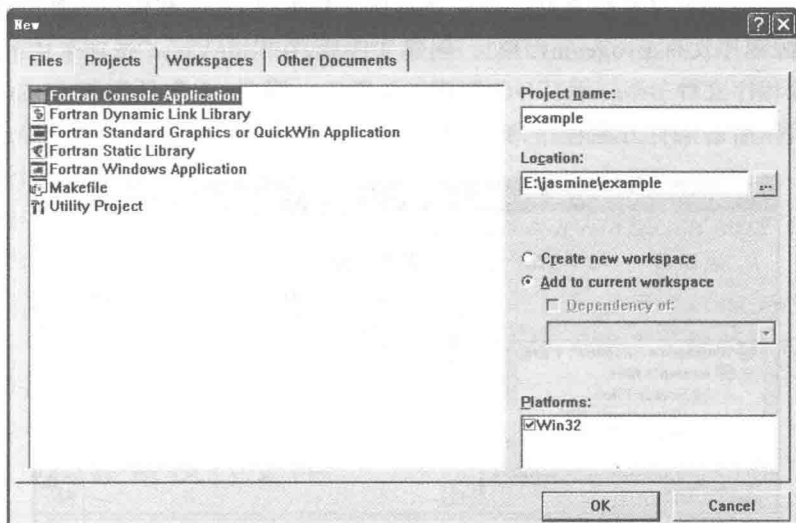 New
Files Projects Workspaces Other Documents
Fortran Console Application
Fortran Dynamic Link Library
Fortran Standard Graphics or QuickWin Application
Fortran Static Library
Fortran Windows Application
Makefile
Utility Project
Project name:
example
Location:
E:\jasmine\example
...
Create new workspace
Add to current workspace
Dependency of:
Platforms:
Win32
OK Cancel